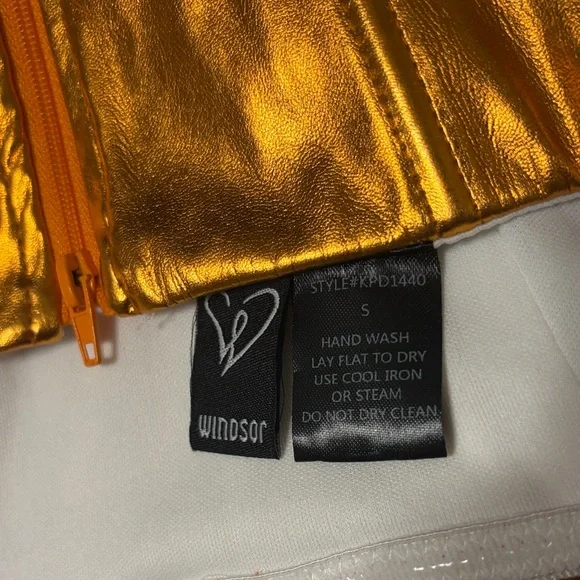 WINDSOR
STYLE#KPD1440
S
HAND WASH
LAY FLAT TO DRY
USE COOL IRON
OR STEAM
DO NOT DRY CLEAN